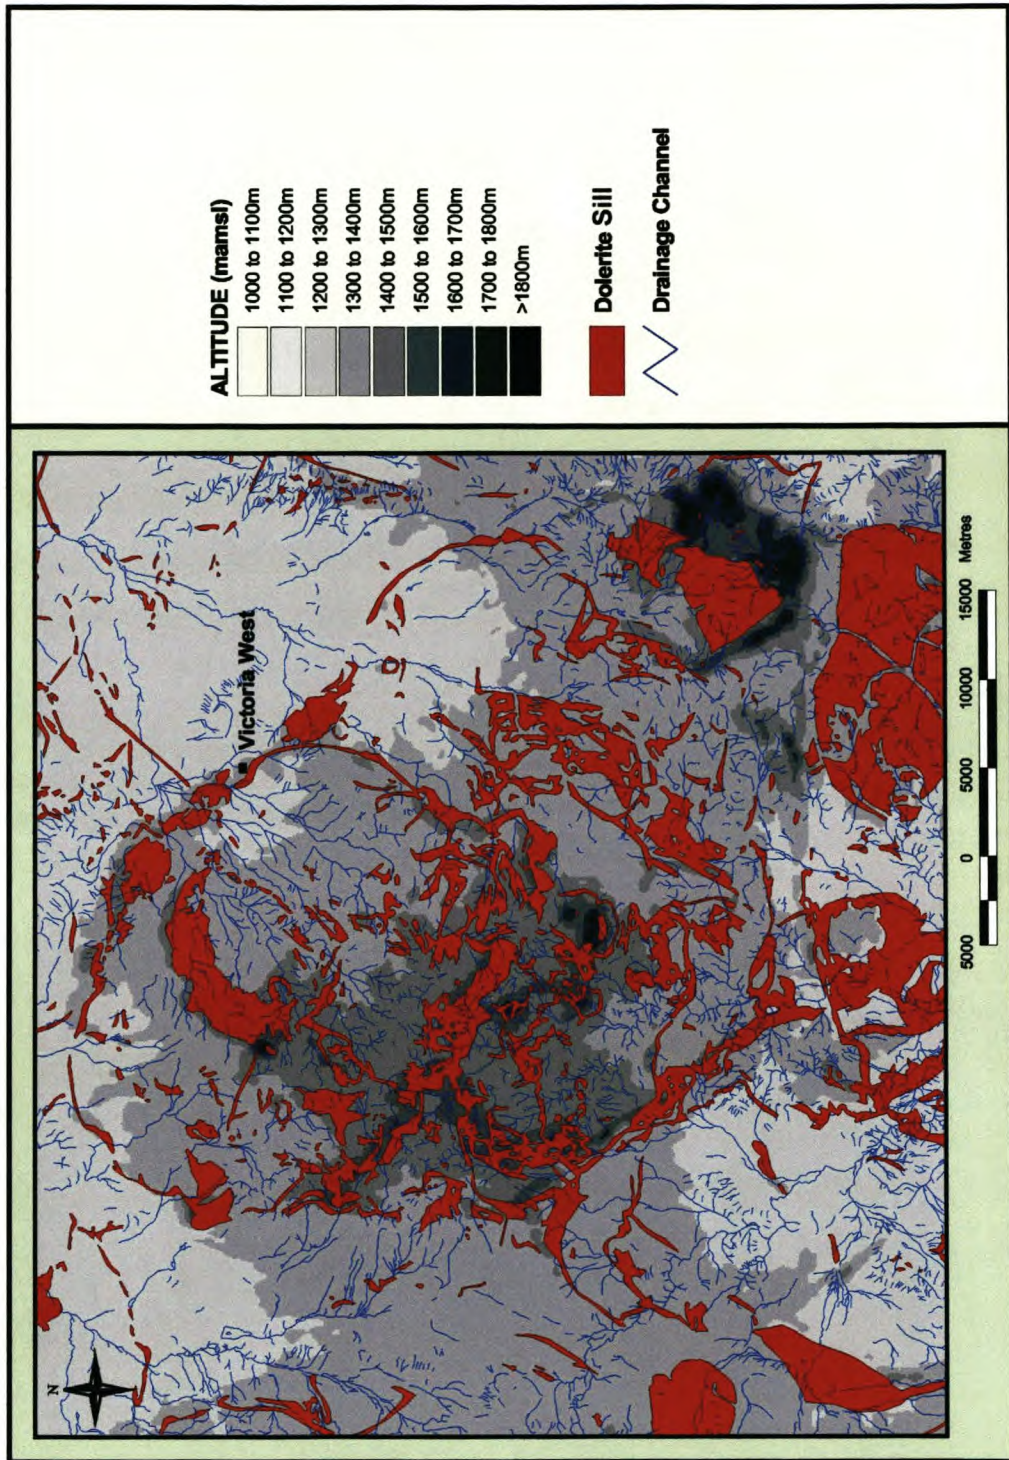 N
Victoria West
5000 0 5000 10000 15000 Metres
ALTITUDE (mamsl)
1000 to 1100m
1100 to 1200m
1200 to 1300m
1300 to 1400m
1400 to 1500m
1500 to 1600m
1600 to 1700m
1700 to 1800m
>1800m
Dolerite Sill
Drainage Channel